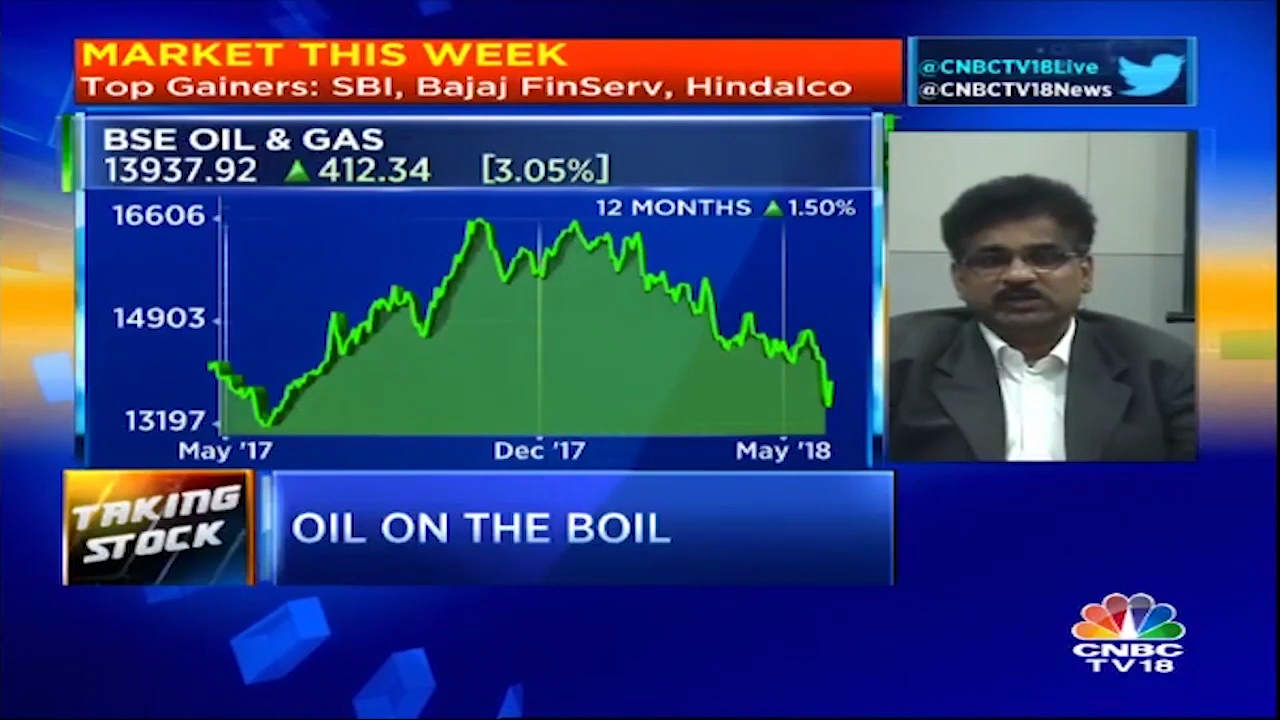 MARKET THIS WEEK
Top Gainers: SBI, Bajaj FinServ, Hindalco
@CNBCTV18Live
@CNBCTV18News
BSE OIL & GAS
13937.92 ▲ 412.34 [3.05%]
12 MONTHS ▲ 1.50%
16606
14903
13197
May '17 Dec '17 May '18
TAKING
STOCK
OIL ON THE BOIL
CNBC
TV18